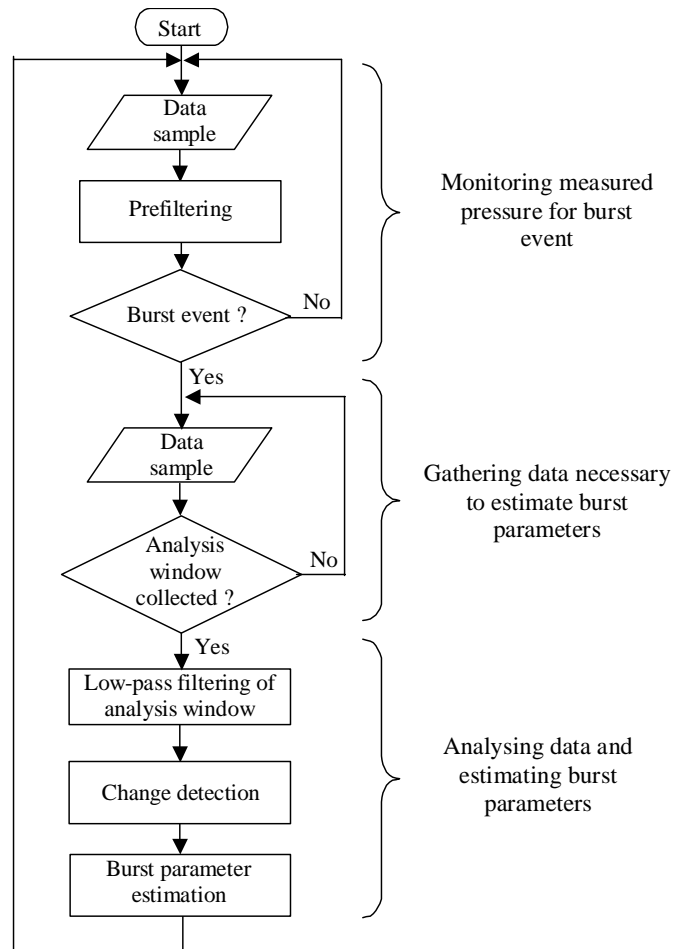 Start
Data
sample
Prefiltering
Monitoring measured
pressure for burst
event
Burst event ?
No
Yes
Data
sample
Gathering data necessary
to estimate burst
parameters
Analysis
window
collected ?
No
Yes
Low-pass filtering of
analysis window
Change detection
Analysing data and
estimating burst
parameters
Burst parameter
estimation